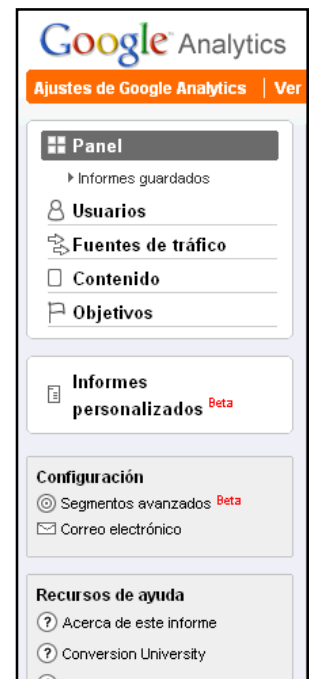 Google Analytics
Ajustes de Google Analytics | Ver
Panel
Informes guardados
Usuarios
Fuentes de tráfico
Contenido
Objetivos
Informes
personalizados Beta
Configuración
Segmentos avanzados Beta
Correo electrónico
Recursos de ayuda
? Acerca de este informe
? Conversion University